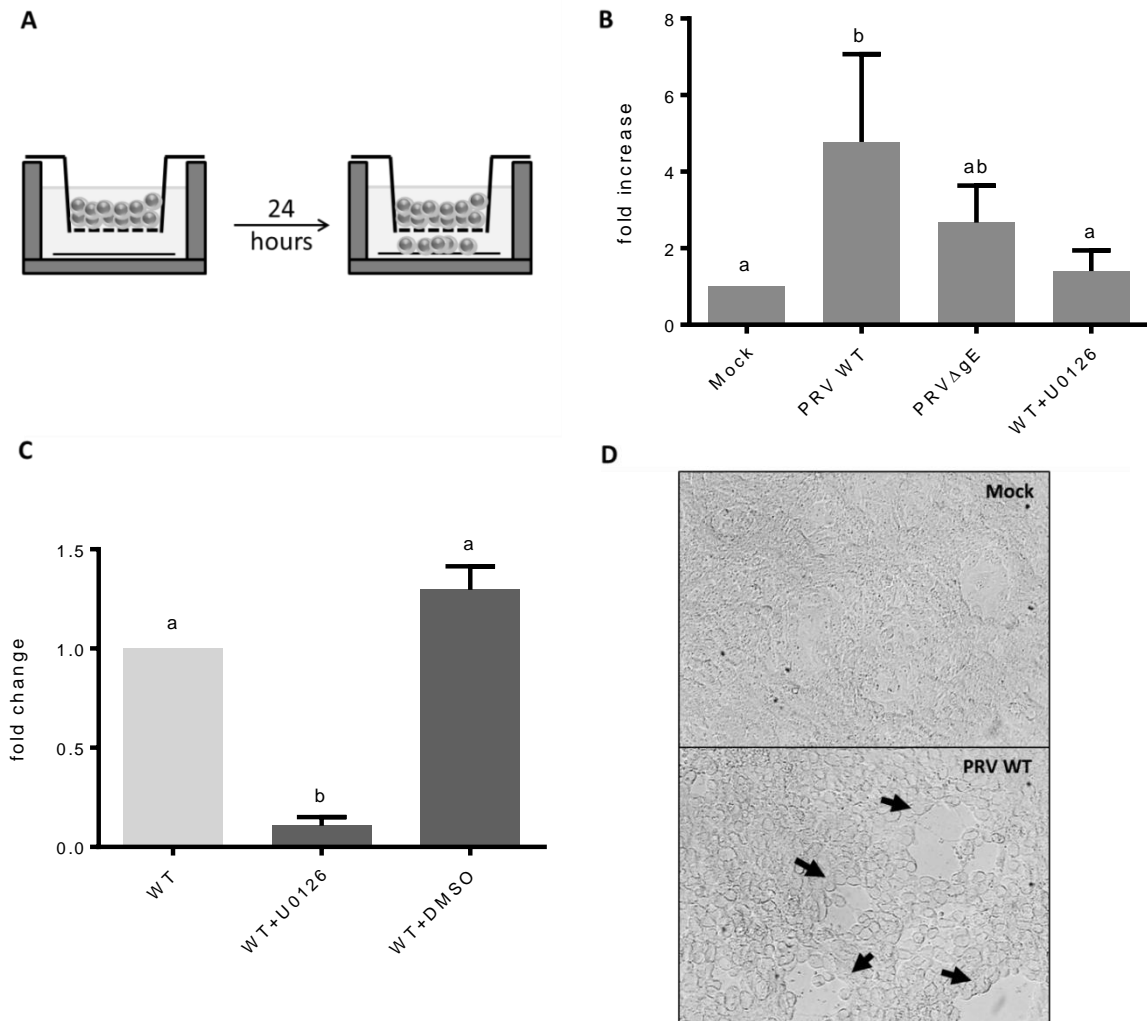 A
24
hours
B
fold increase
8
6
4
2
0
a
b
ab
a
Mock
PRV WT
PRVΔgE
WT+U0126
C
fold change
1.5
1.0
0.5
0.0
a
b
a
WT
WT+U0126
WT+DMSO
D
Mock
PRV WT